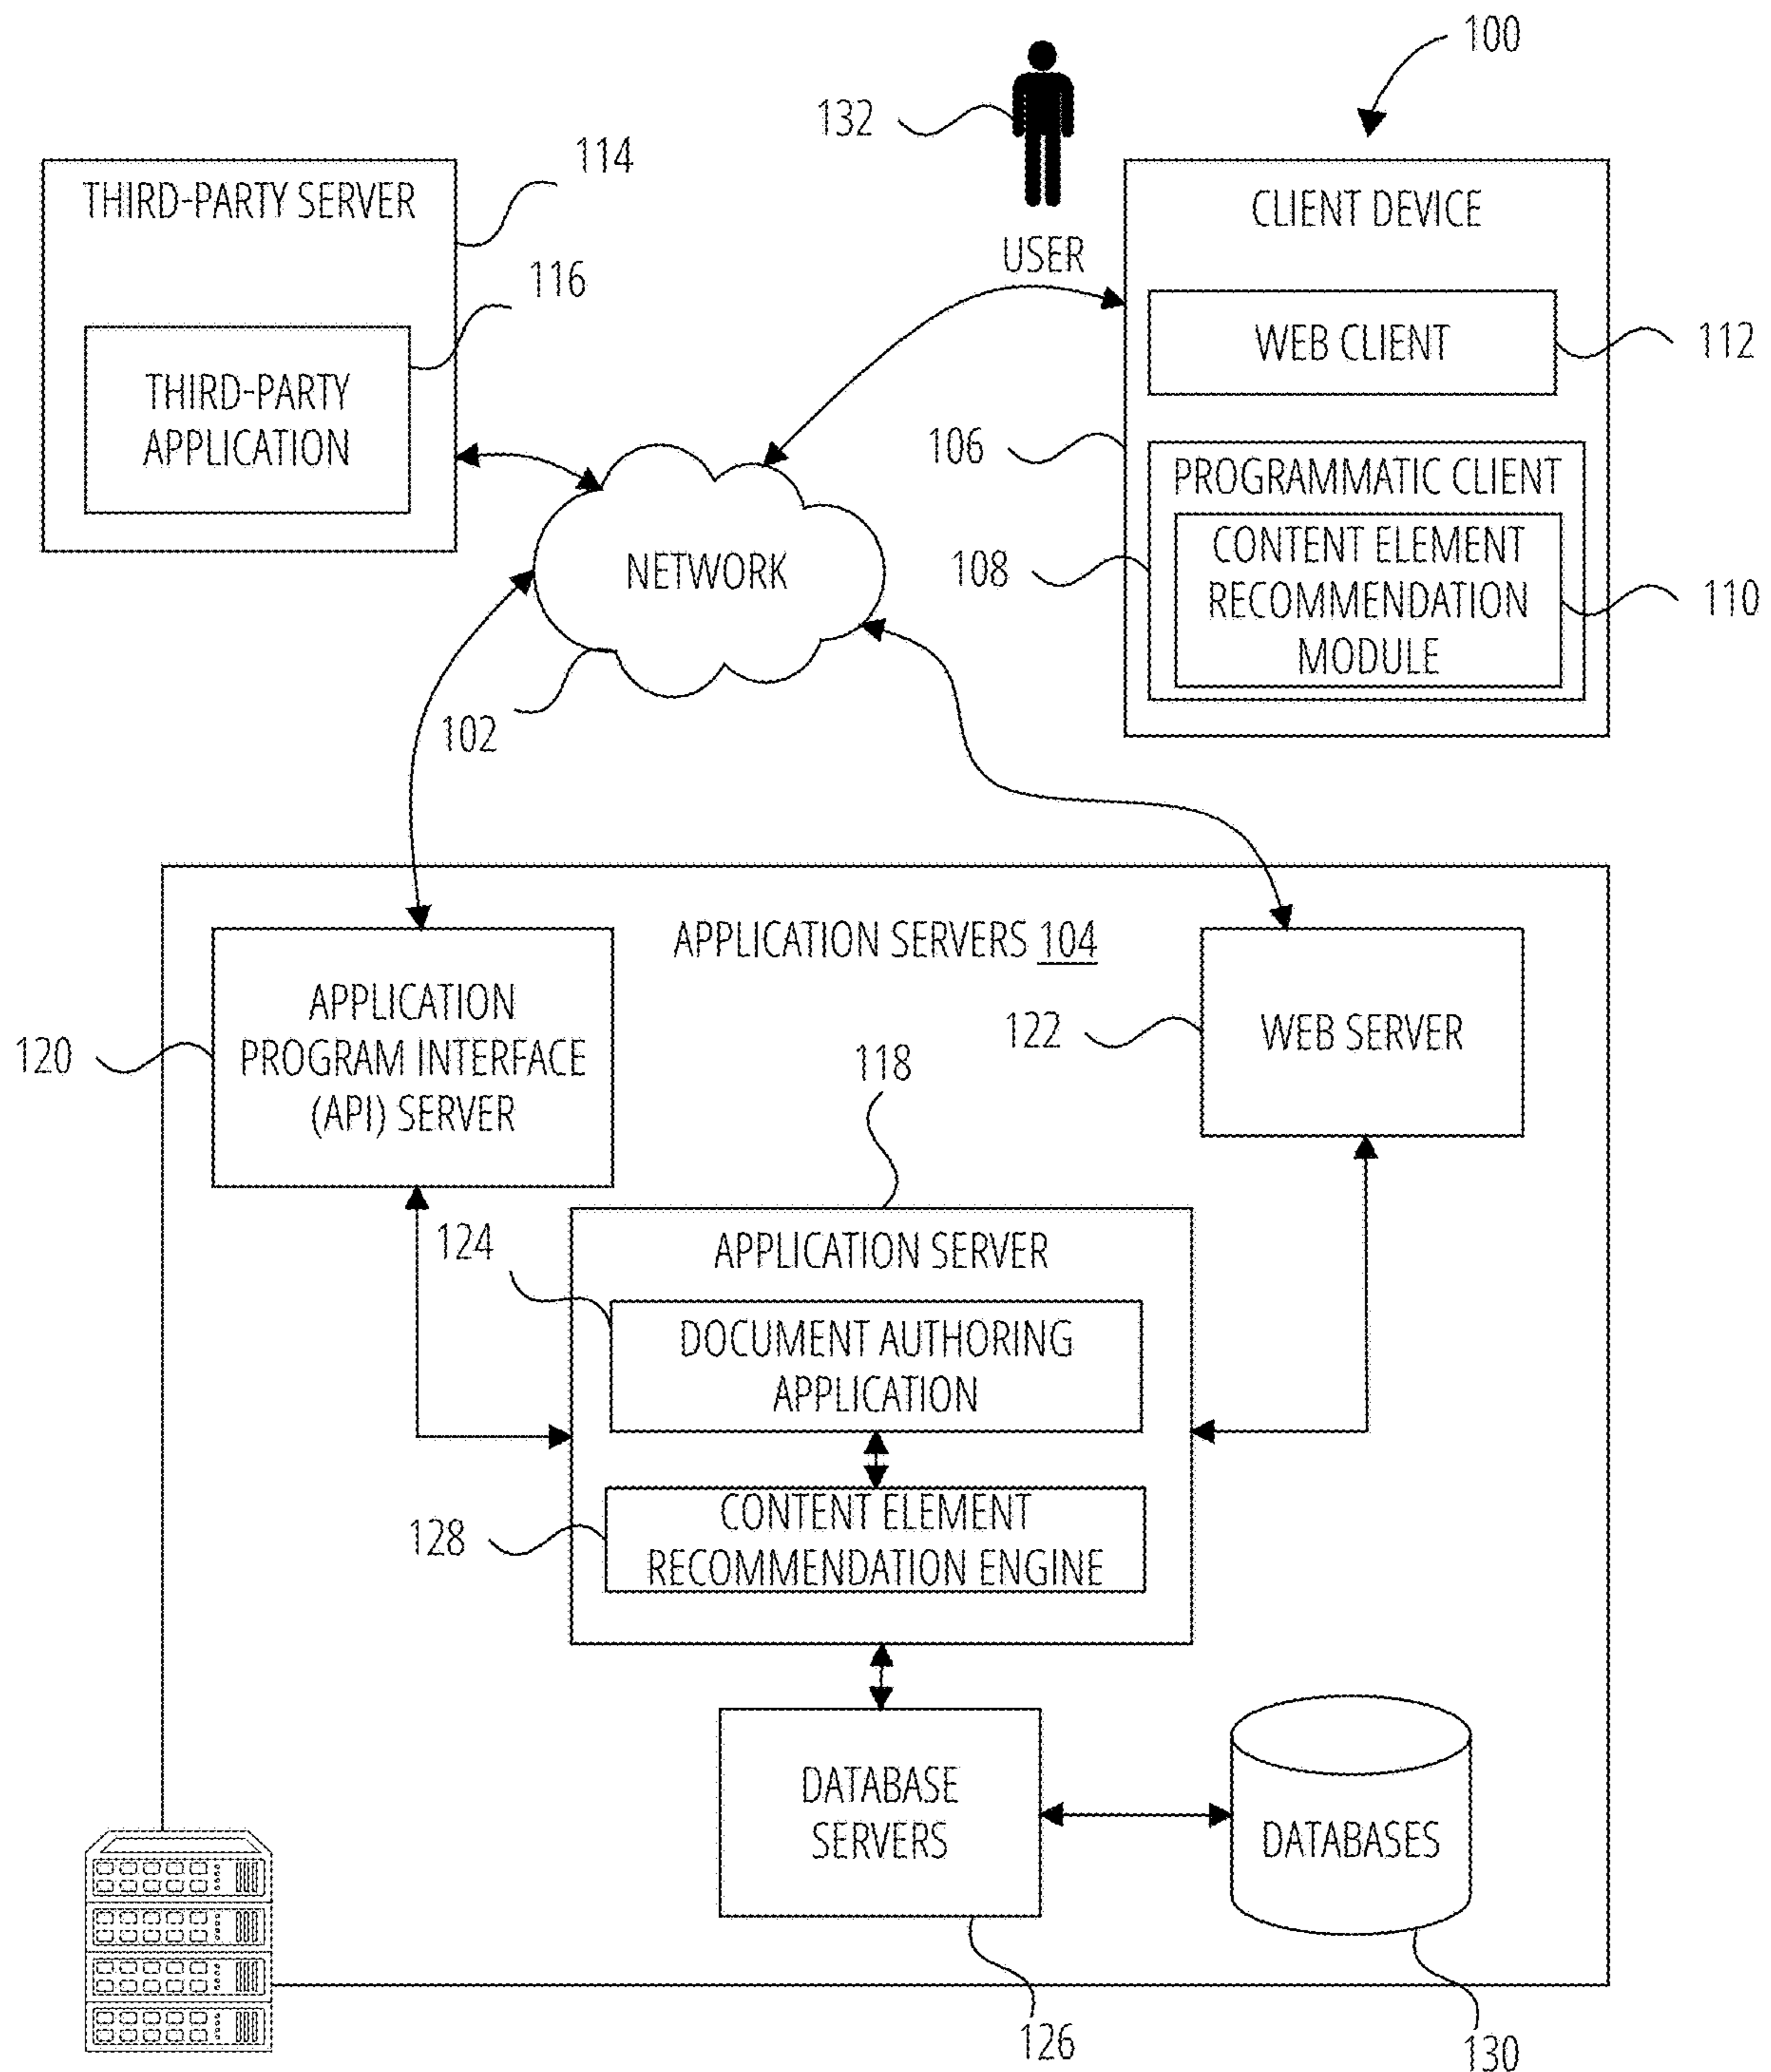 100
132
114
THIRD-PARTY SERVER
CLIENT DEVICE
USER
116
WEB CLIENT
112
THIRD-PARTY
APPLICATION
106
PROGRAMMATIC CLIENT
CONTENT ELEMENT
RECOMMENDATION
MODULE
108
110
NETWORK
102
APPLICATION SERVERS 104
APPLICATION
PROGRAM INTERFACE
(API) SERVER
120
122
WEB SERVER
118
124
APPLICATION SERVER
DOCUMENT AUTHORING
APPLICATION
128
CONTENT ELEMENT
RECOMMENDATION ENGINE
DATABASE
SERVERS
DATABASES
126
130